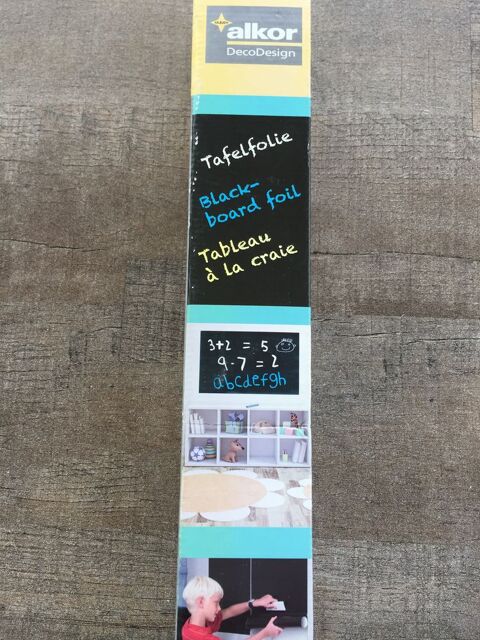 alkor
DecoDesign
Tafelfolie
Black-
board foil
Tableau
à la craie
3+2 = 5
9-7 = 2
abcdefgh